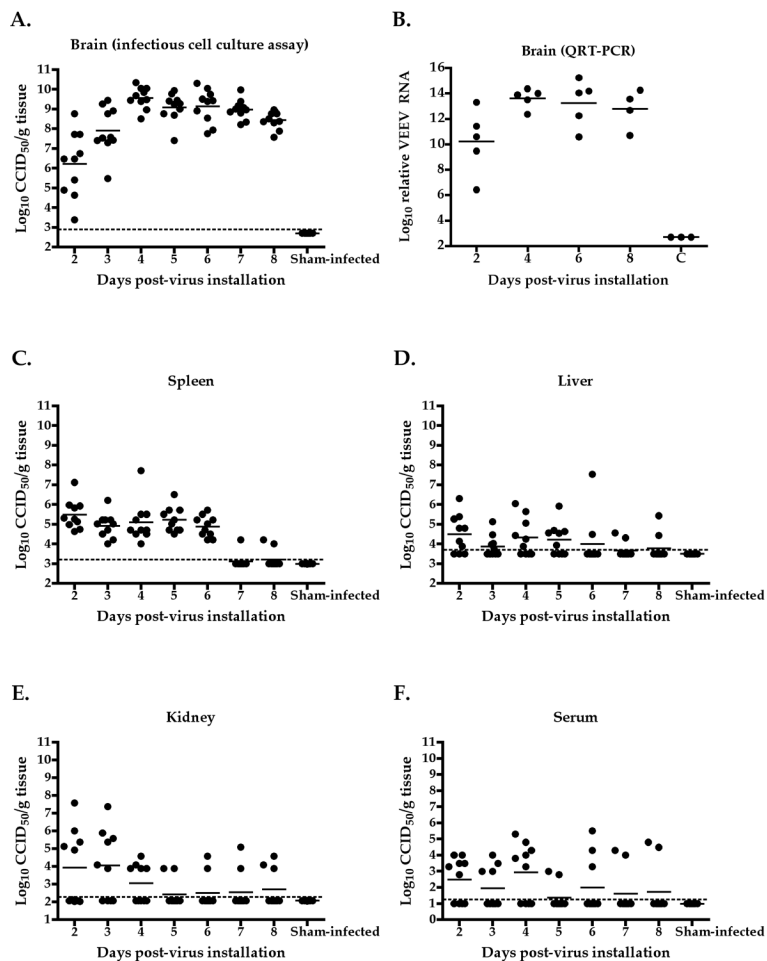 A.
Brain (infectious cell culture assay)
Log10 CCID50/g tissue
11
10
9
8
7
6
5
4
3
2
2 3 4 5 6 7 8 Sham-infected
Days post-virus installation
B.
Brain (QRT-PCR)
Log10 relative VEEV RNA
16
14
12
10
8
6
4
2
2 4 6 8 C
Days post-virus installation
C.
Spleen
Log10 CCID50/g tissue
11
10
9
8
7
6
5
4
3
2
2 3 4 5 6 7 8 Sham-infected
Days post-virus installation
D.
Liver
Log10 CCID50/g tissue
11
10
9
8
7
6
5
4
3
2
2 3 4 5 6 7 8 Sham-infected
Days post-virus installation
E.
Kidney
Log10 CCID50/g tissue
11
10
9
8
7
6
5
4
3
2
1
2 3 4 5 6 7 8 Sham-infected
Days post-virus installation
F.
Serum
Log10 CCID50/g tissue
11
10
9
8
7
6
5
4
3
2
1
0
2 3 4 5 6 7 8 Sham-infected
Days post-virus installation